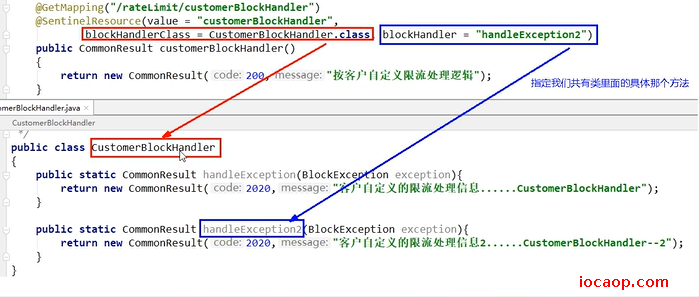 @GetMapping("/rateLimit/customerBlockHandler")
@SentinelResource(value = "customerBlockHandler",
blockHandlerClass = CustomerBlockHandler.class, blockHandler = "handleException2")
public CommonResult customerBlockHandler()
{
return new CommonResult( code: 200, message: "按客户自定义限流处理逻辑");
}
指定我们共有类里面的具体那个方法
omerBlockHandler.java ×
CustomerBlockHandler
*/
public class CustomerBlockHandler
{
public static CommonResult handleException(BlockException exception){
return new CommonResult( code: 2020, message: "客户自定义的限流处理信息......CustomerBlockHandler");
}
public static CommonResult handleException2(BlockException exception){
return new CommonResult( code: 2020, message: "客户自定义的限流处理信息2......CustomerBlockHandler--2");
}
}
iocaop.com